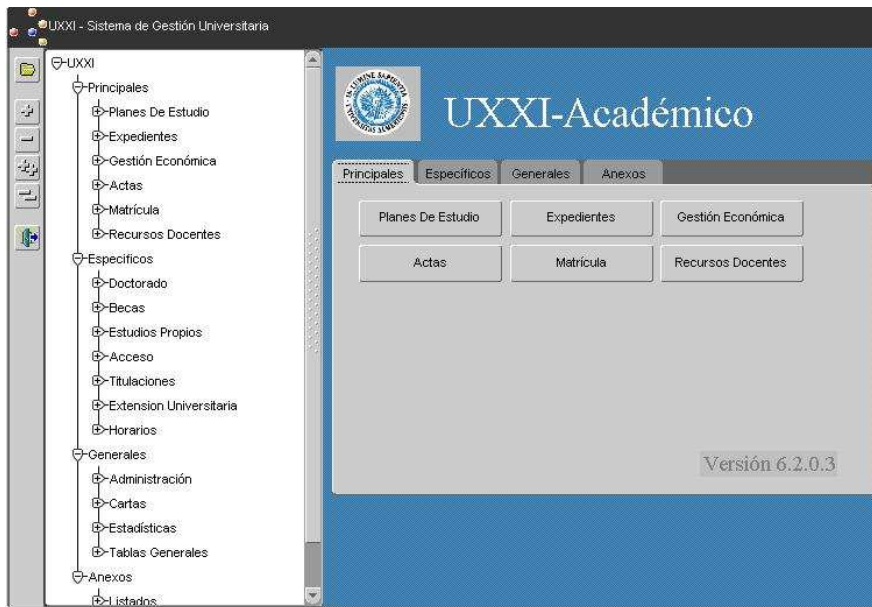 UXXI - Sistema de Gestión Universitaria
UXXI
Principales
Planes De Estudio
Expedientes
Gestión Económica
Actas
Matrícula
Recursos Docentes
Especificos
Doctorado
Becas
Estudios Propios
Acceso
Titulaciones
Extension Universitaria
Horarios
Generales
Administración
Cartas
Estadísticas
Tablas Generales
Anexos
Listados
UXXI-Académico
Principales Específicos Generales Anexos
Planes De Estudio Expedientes Gestión Económica
Actas Matrícula Recursos Docentes
Versión 6.2.0.3